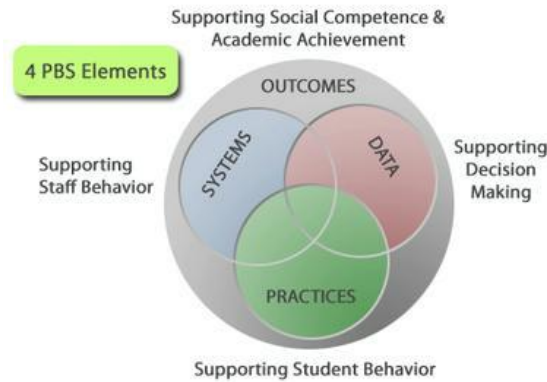 Supporting Social Competence &
Academic Achievement
4 PBS Elements
OUTCOMES
SYSTEMS
DATA
Supporting
Staff Behavior
Supporting
Decision
Making
PRACTICES
Supporting Student Behavior